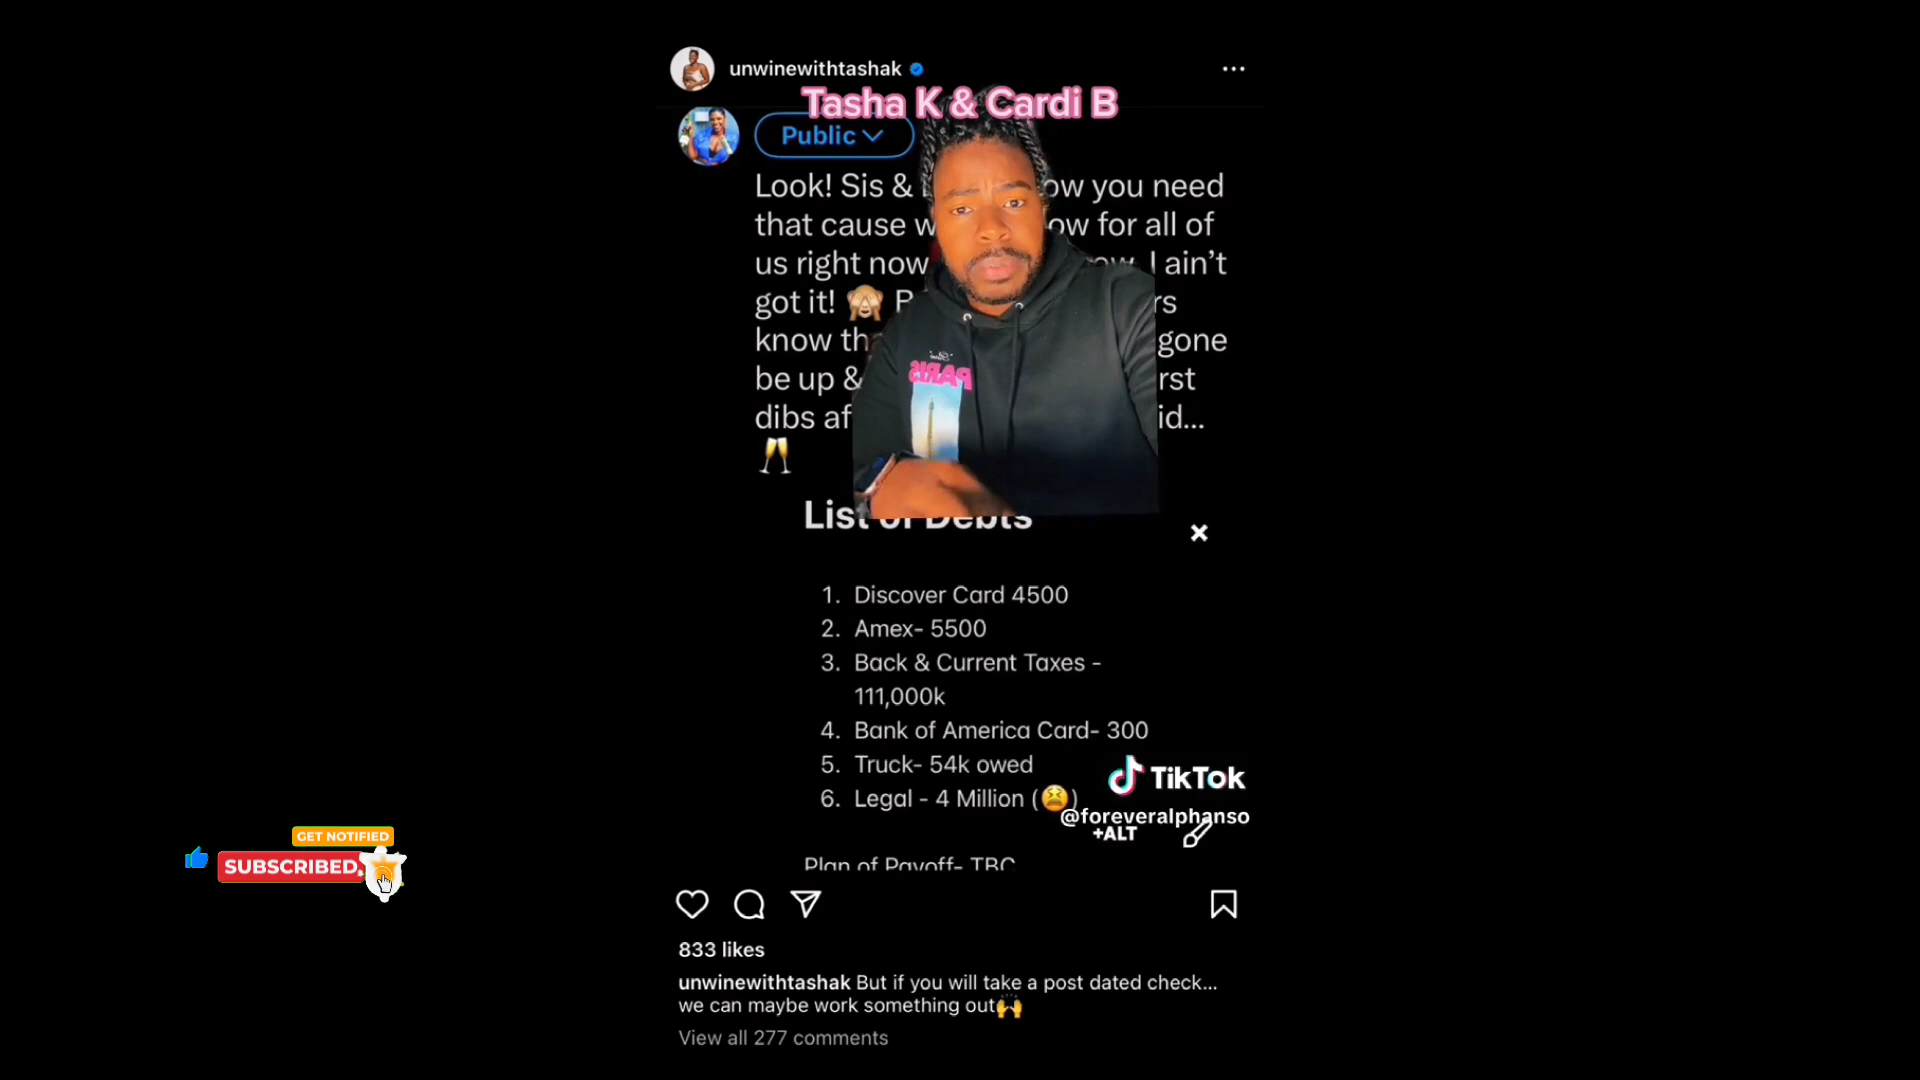 unwinewithtashak
Tasha K & Cardi B
Public
Look! Sis & ow you need
that cause w ow for all of
us right now I ain't
got it! rs
know th gone
be up & rst
dibs af id...
PARIS
List of Debts
1. Discover Card 4500
2. Amex- 5500
3. Back & Current Taxes -
111,000k
4. Bank of America Card- 300
5. Truck- 54k owed
6. Legal - 4 Million (😫)
TikTok
@foreveralphanso
+ALT
Plan of Payoff- TBC
GET NOTIFIED
SUBSCRIBED
833 likes
unwinewithtashak But if you will take a post dated check...
we can maybe work something out🙌
View all 277 comments